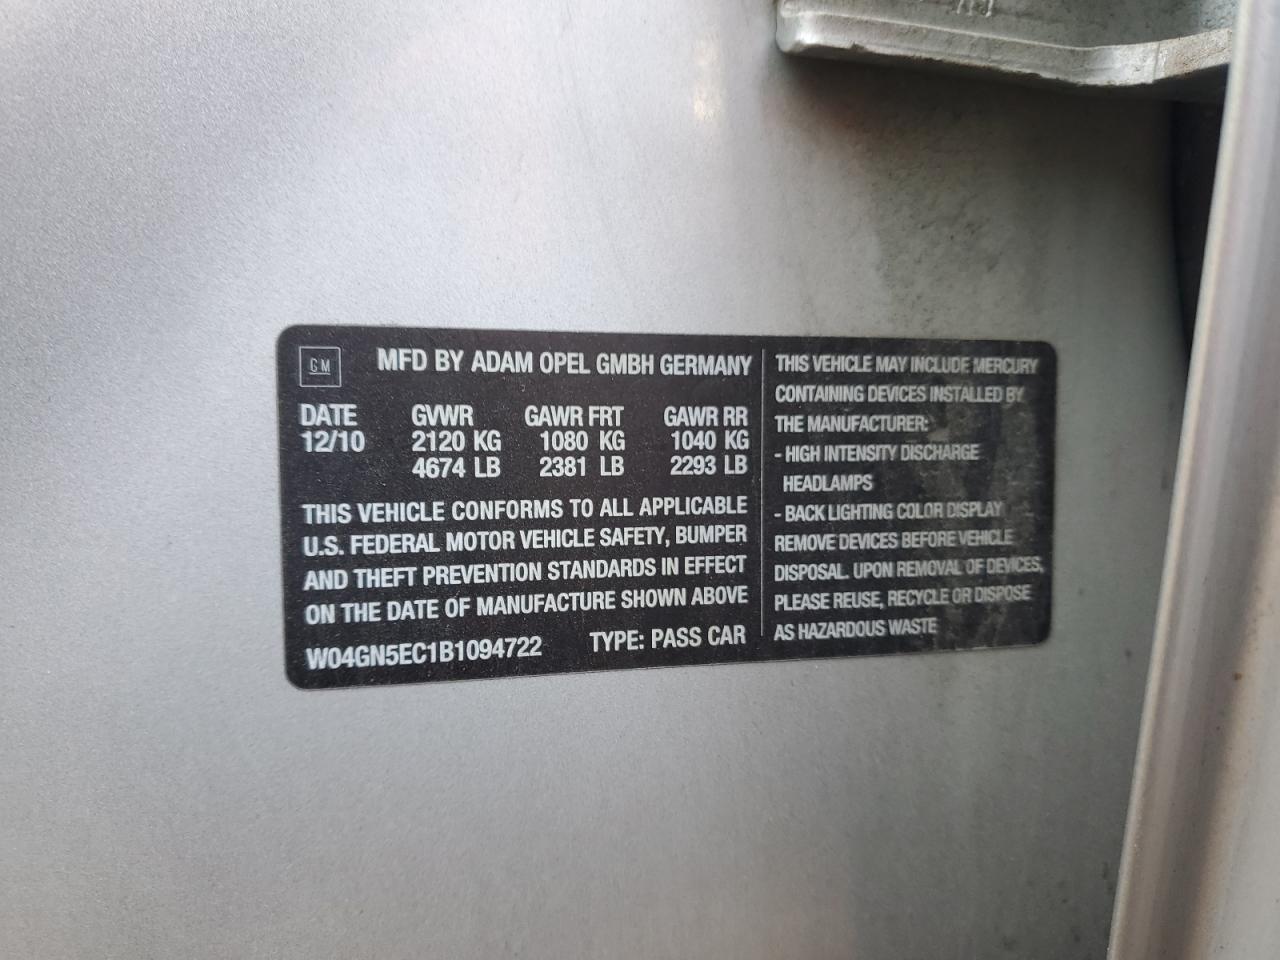 GM
MFD BY ADAM OPEL GMBH GERMANY
DATE GVWR GAWR FRT GAWR RR
12/10 2120 KG 1080 KG 1040 KG
4674 LB 2381 LB 2293 LB
THIS VEHICLE CONFORMS TO ALL APPLICABLE
U.S. FEDERAL MOTOR VEHICLE SAFETY, BUMPER
AND THEFT PREVENTION STANDARDS IN EFFECT
ON THE DATE OF MANUFACTURE SHOWN ABOVE
W04GN5EC1B1094722 TYPE: PASS CAR
THIS VEHICLE MAY INCLUDE MERCURY
CONTAINING DEVICES INSTALLED BY
THE MANUFACTURER:
- HIGH INTENSITY DISCHARGE
HEADLAMPS
- BACK LIGHTING COLOR DISPLAY
REMOVE DEVICES BEFORE VEHICLE
DISPOSAL. UPON REMOVAL OF DEVICES,
PLEASE REUSE, RECYCLE OR DISPOSE
AS HAZARDOUS WASTE